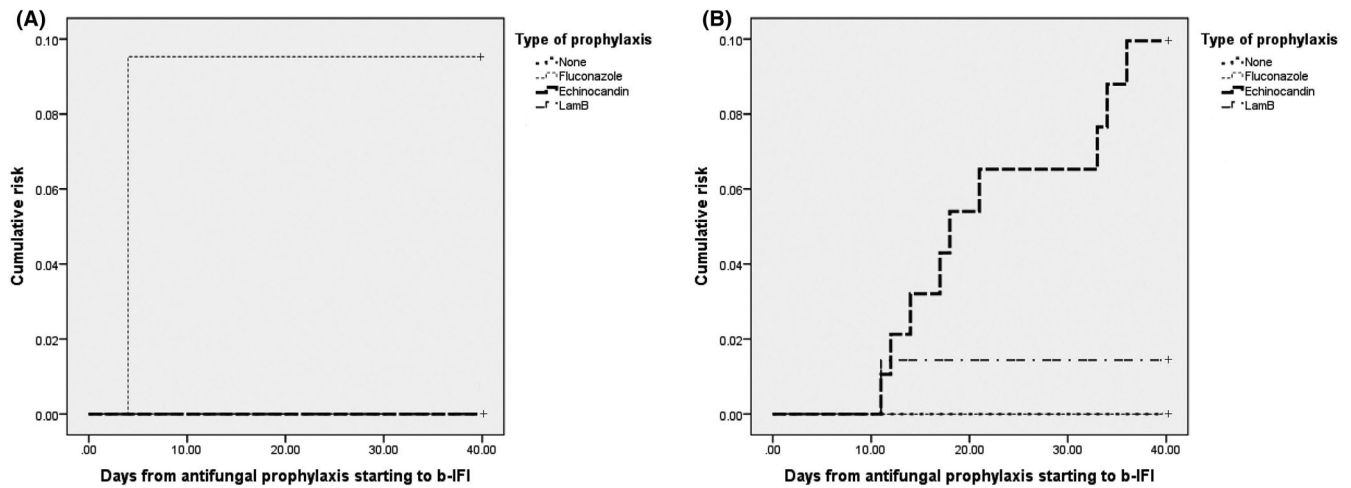 (A)
Cumulative risk
0.10
0.08
0.06
0.04
0.02
0.00
.00 10.00 20.00 30.00 40.00
Days from antifungal prophylaxis starting to b-IFI
Type of prophylaxis
None
Fluconazole
Echinocandin
LamB
(B)
Cumulative risk
0.10
0.08
0.06
0.04
0.02
0.00
.00 10.00 20.00 30.00 40.00
Days from antifungal prophylaxis starting to b-IFI
Type of prophylaxis
None
Fluconazole
Echinocandin
LamB